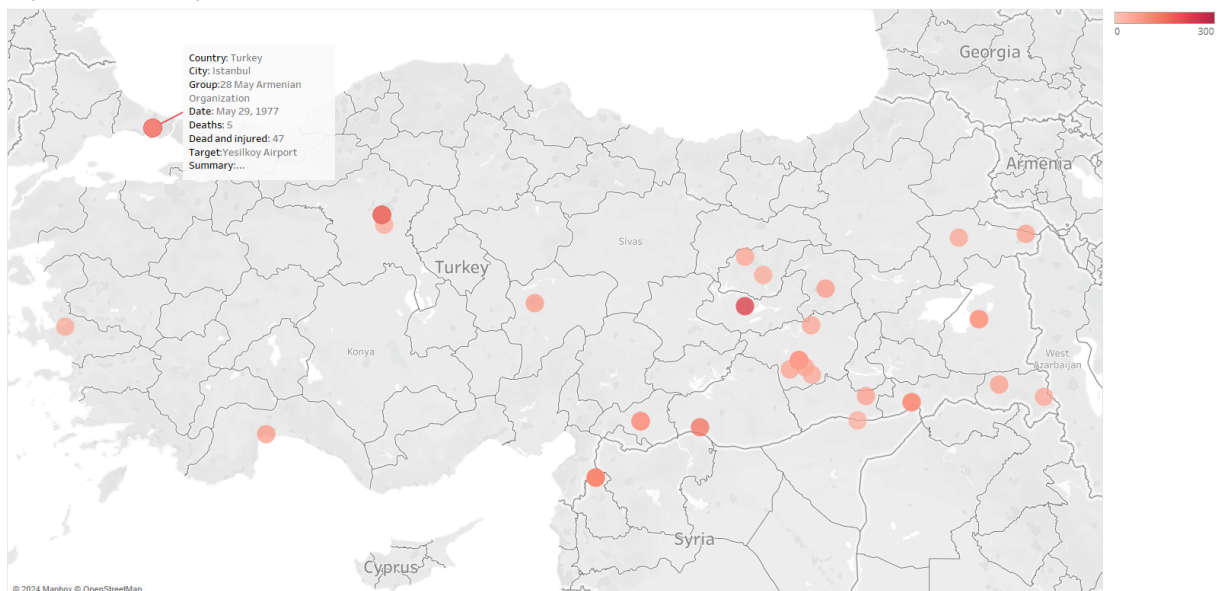 Georgia
Country: Turkey
City: Istanbul
Group:28 May Armenian
Organization
Date: May 29, 1977
Deaths: 5
Dead and injured: 47
Target:Yesilkoy Airport
Summary:...
0 300
Armenia
Sivas
Turkey
Konya
West
Azarbaijan
Syria
Cyprus
© 2024 Mapbox © OpenStreetMap